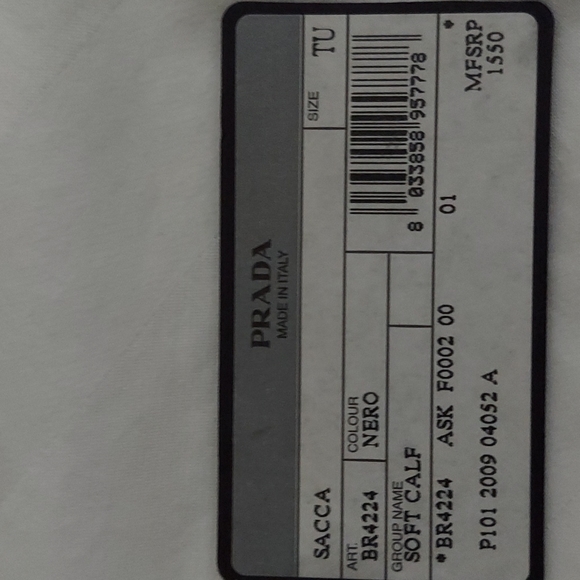 PRADA
MADE IN ITALY
SACCA
SIZE TU
ART. BR4224
COLOUR NERO
8 033858 957778
GROUP NAME
SOFT CALF
*BR4224 ASK F0002 00 01 *
MFSRP
P101 2009 04052 A 1550